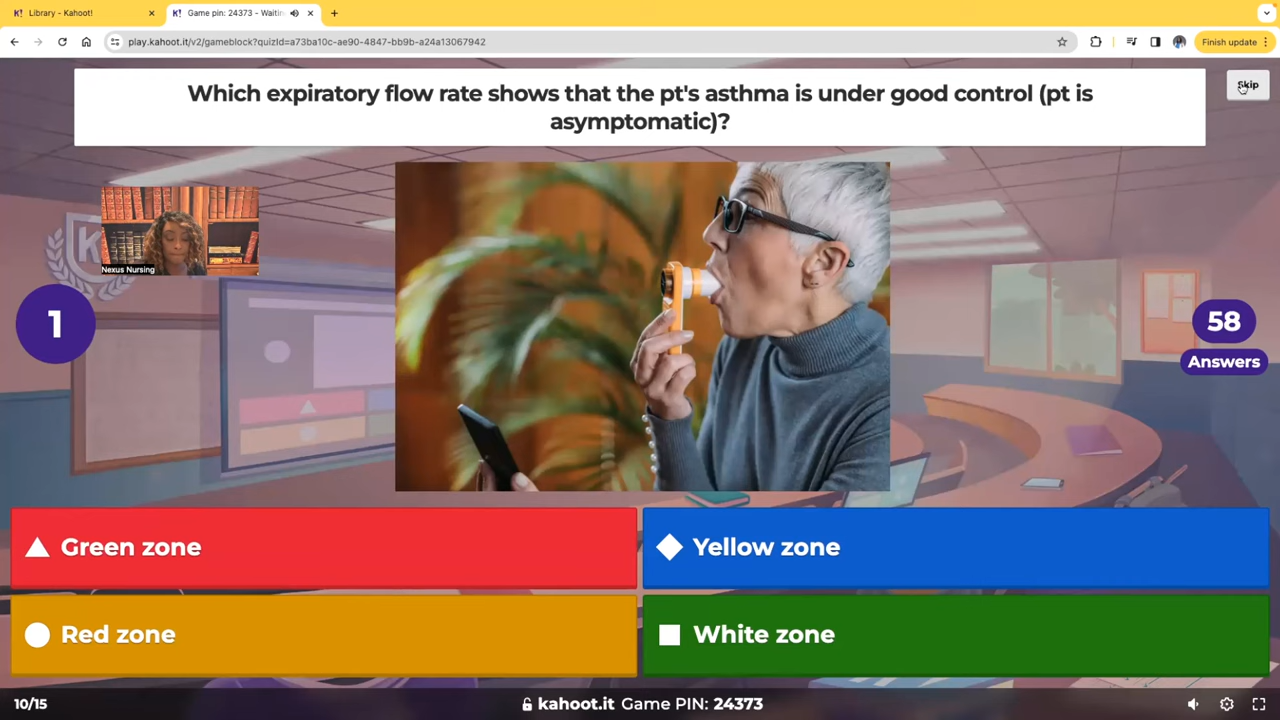 Library - Kahoot!
Game pin: 24373 - Waitin
play.kahoot.it/v2/gameblock?quizId=a73ba10c-ae90-4847-bb9b-a24a13067942
Finish update
Which expiratory flow rate shows that the pt's asthma is under good control (pt is
asymptomatic)?
Skip
Nexus Nursing
1
58
Answers
Green zone
Yellow zone
Red zone
White zone
10/15
kahoot.it Game PIN: 24373